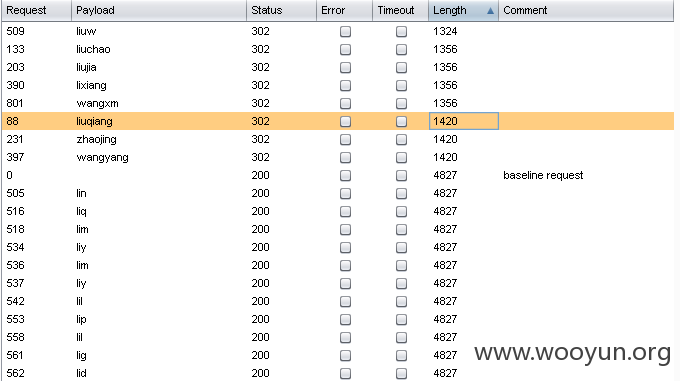 Request Payload Status Error Timeout Length Comment
509 liuw 302 1324
133 liuchao 302 1356
203 liujia 302 1356
390 lixiang 302 1356
801 wangxm 302 1356
88 liuqiang 302 1420
231 zhaojing 302 1420
397 wangyang 302 1420
0 200 4827 baseline request
505 lin 200 4827
516 liq 200 4827
518 lim 200 4827
534 liy 200 4827
536 lim 200 4827
537 liy 200 4827
542 lil 200 4827
553 lip 200 4827
558 lil 200 4827
561 lig 200 4827
562 lid 200 4827
www.wooyun.org